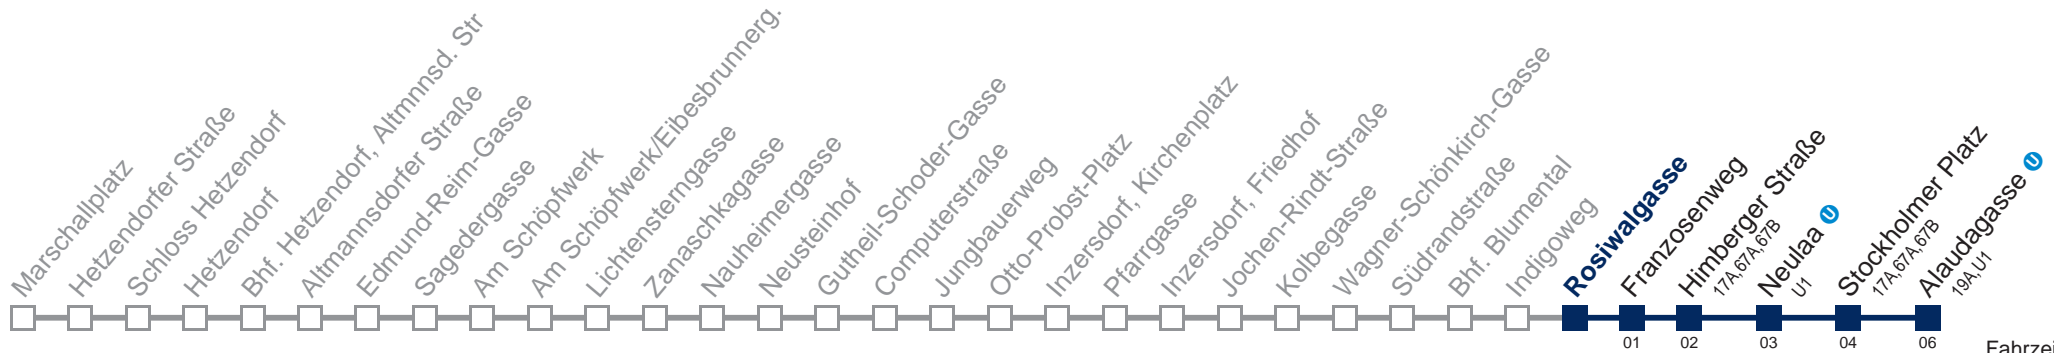 Marschallplatz
Hetzendorfer Straße
Schloss Hetzendorf
Hetzendorf
Bhf. Hetzendorf, Altmnnsd. Str
Altmannsdorfer Straße
Edmund-Reim-Gasse
Sagedergasse
Am Schöpfwerk
Am Schöpfwerk/Eibesbrunnerg.
Lichtensterngasse
Zanaschkagasse
Nauheimergasse
Neusteinhof
Gutheil-Schoder-Gasse
Computerstraße
Jungbauerweg
Otto-Probst-Platz
Inzersdorf, Kirchenplatz
Pfarrgasse
Inzersdorf, Friedhof
Jochen-Rindt-Straße
Kolbegasse
Wagner-Schönkirch-Gasse
Südrandstraße
Bhf. Blumental
Indigoweg
Rosiwalgasse
Franzosenweg
01
Himberger Straße
17A,67A,67B
02
Neulaa U
U1
03
Stockholmer Platz
17A,67A,67B
04
Alaudagasse U
19A,U1
06